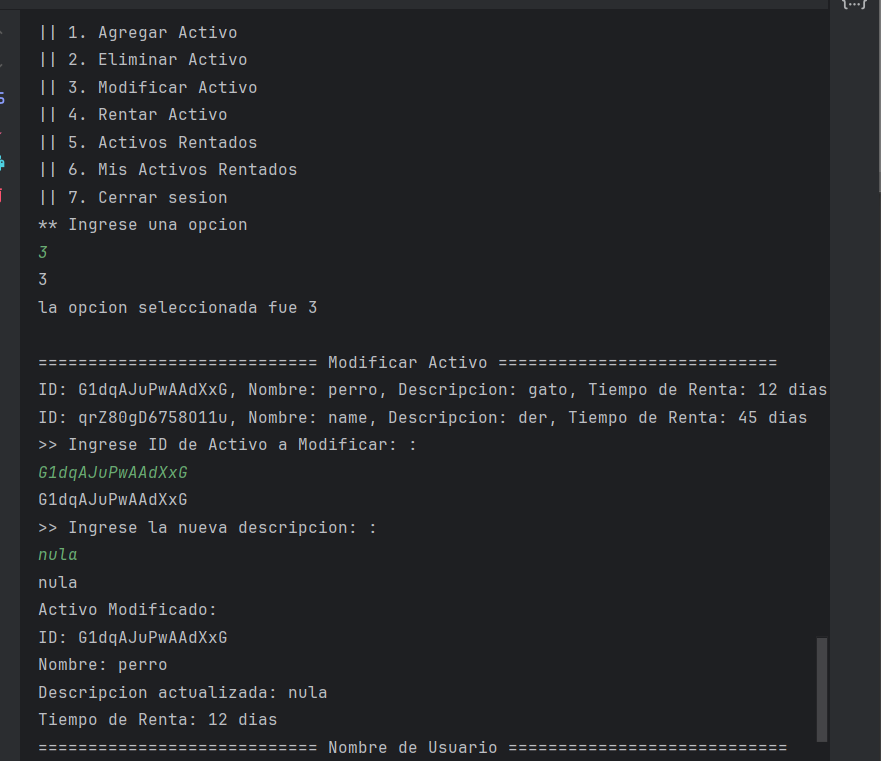 {...}
|| 1. Agregar Activo
|| 2. Eliminar Activo
|| 3. Modificar Activo
|| 4. Rentar Activo
|| 5. Activos Rentados
|| 6. Mis Activos Rentados
|| 7. Cerrar sesion
** Ingrese una opcion
3
3
la opcion seleccionada fue 3
============================ Modificar Activo ============================
ID: G1dqAJuPwAAdXxG, Nombre: perro, Descripcion: gato, Tiempo de Renta: 12 dias
ID: qrZ80gD6758O11u, Nombre: name, Descripcion: der, Tiempo de Renta: 45 dias
>> Ingrese ID de Activo a Modificar: :
G1dqAJuPwAAdXxG
G1dqAJuPwAAdXxG
>> Ingrese la nueva descripcion: :
nula
nula
Activo Modificado:
ID: G1dqAJuPwAAdXxG
Nombre: perro
Descripcion actualizada: nula
Tiempo de Renta: 12 dias
============================ Nombre de Usuario ============================